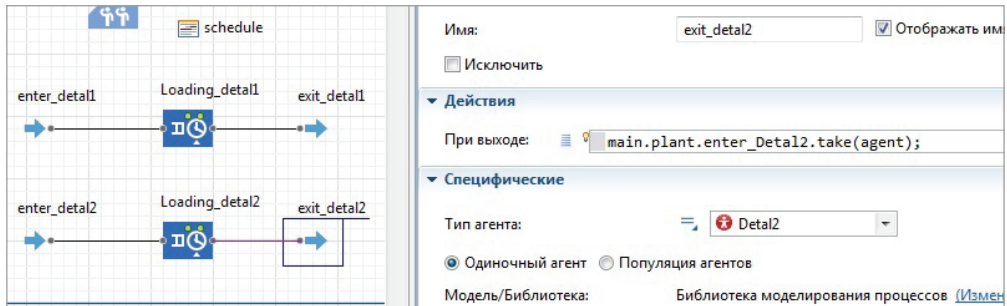 schedule
enter_detal1
Loading_detal1
exit_detal1
enter_detal2
Loading_detal2
exit_detal2
Имя:
exit_detal2
Отображать имя
Исключить
Действия
При выходе:
main.plant.enter_Detal2.take(agent);
Специфические
Тип агента:
Detal2
Одиночный агент
Популяция агентов
Модель/Библиотека:
Библиотека моделирования процессов (Измен